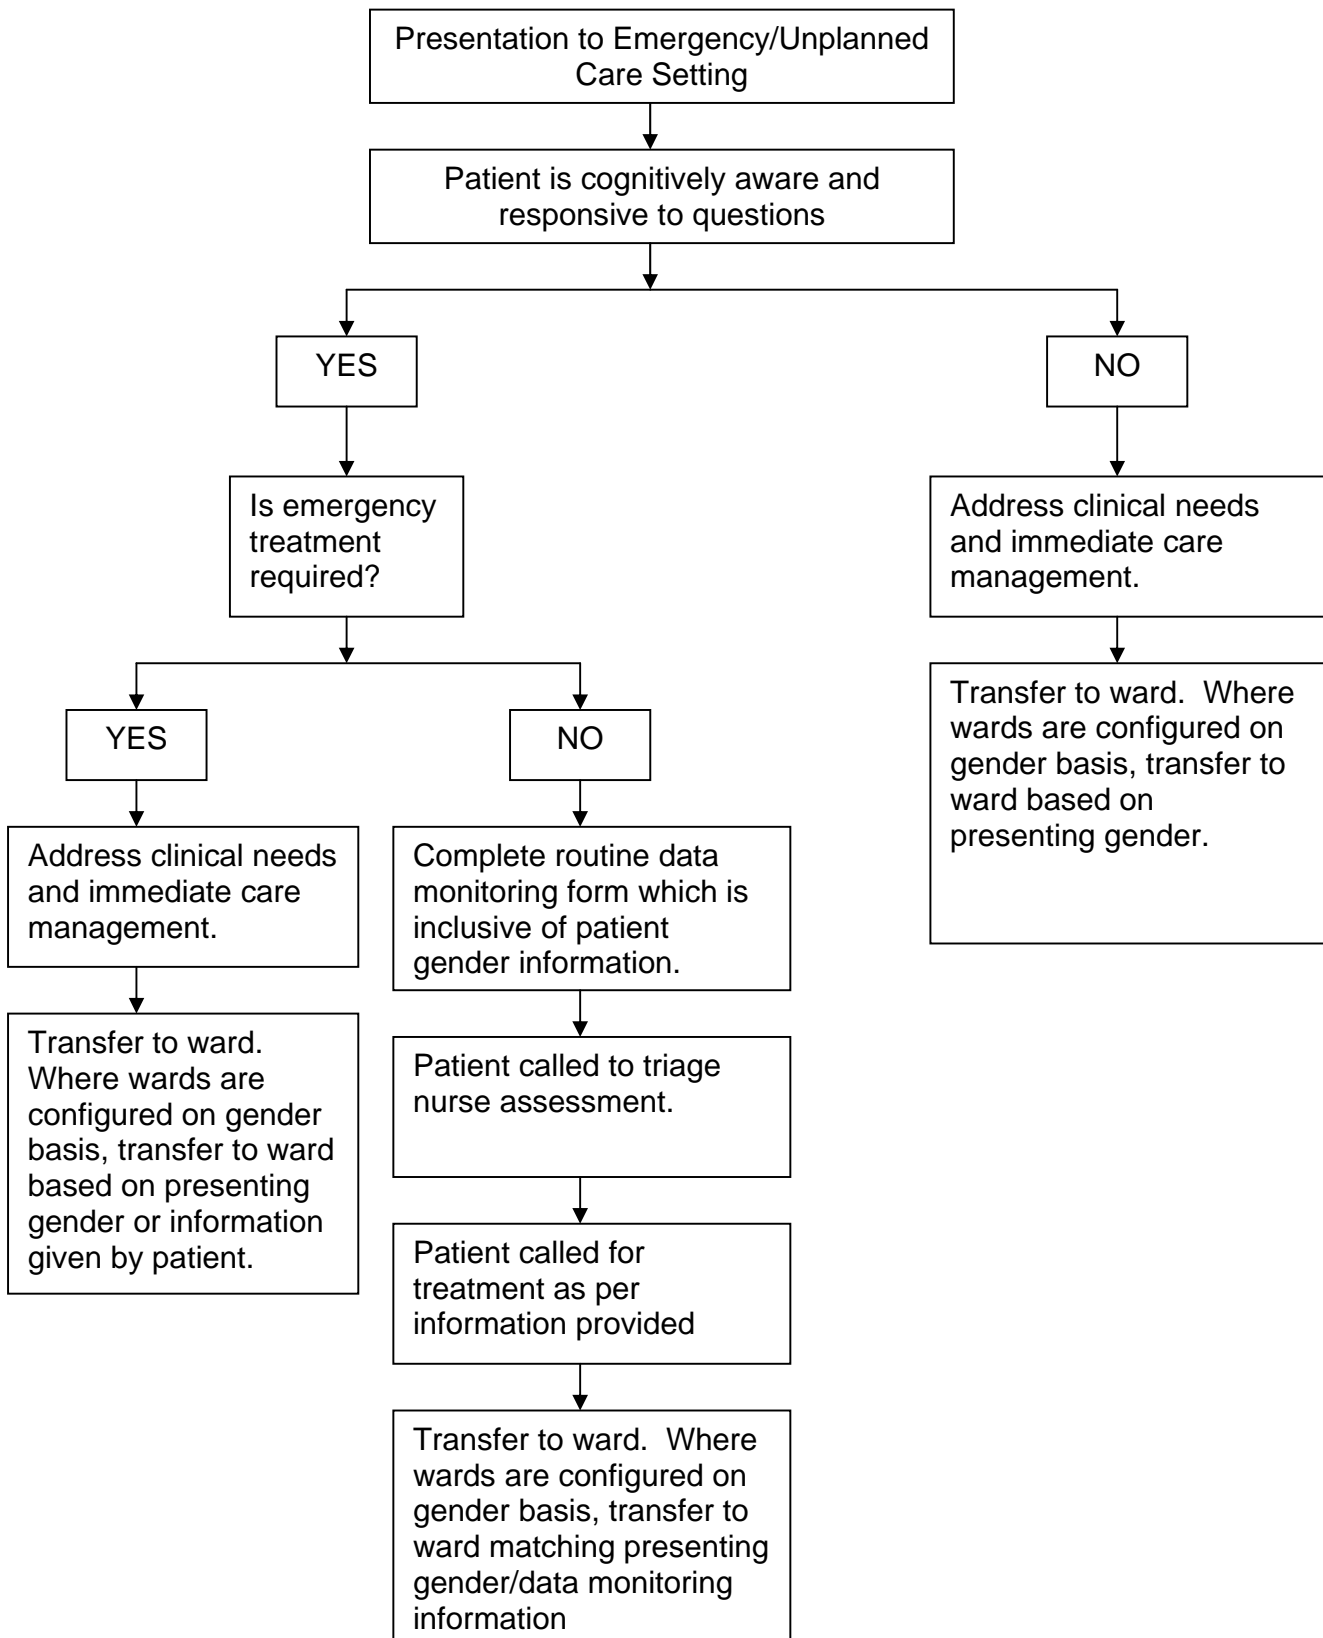 Presentation to Emergency/Unplanned
Care Setting
Patient is cognitively aware and
responsive to questions
YES
NO
Is emergency
treatment
required?
Address clinical needs
and immediate care
management.
YES
NO
Transfer to ward.  Where
wards are configured on
gender basis, transfer to
ward based on
presenting gender.
Address clinical needs
and immediate care
management.
Complete routine data
monitoring form which is
inclusive of patient
gender information.
Transfer to ward.
Where wards are
configured on gender
basis, transfer to ward
based on presenting
gender or information
given by patient.
Patient called to triage
nurse assessment.
Patient called for
treatment as per
information provided
Transfer to ward.  Where
wards are configured on
gender basis, transfer to
ward matching presenting
gender/data monitoring
information